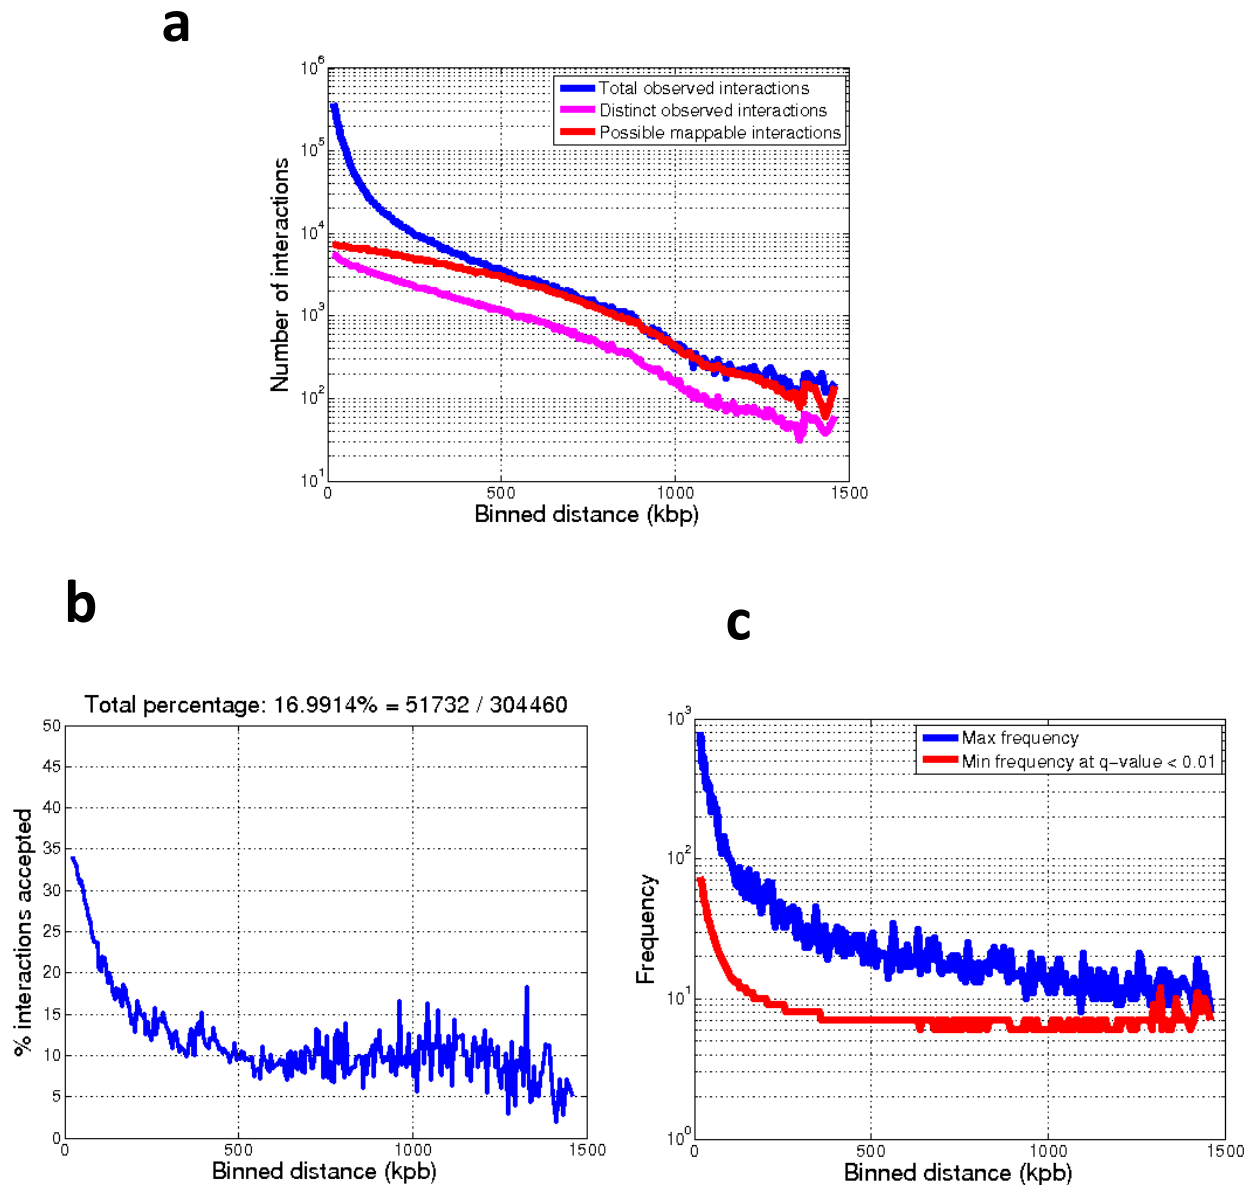 a
10^6
10^5
10^4
10^3
10^2
10^1
Number of interactions
Total observed interactions
Distinct observed interactions
Possible mappable interactions
0 500 1000 1500
Binned distance (kbp)
b
Total percentage: 16.9914% = 51732 / 304460
50
45
40
35
30
25
20
15
10
5
0
% interactions accepted
0 500 1000 1500
Binned distance (kpb)
c
10^3
10^2
10^1
10^0
Frequency
Max frequency
Min frequency at q-value < 0.01
0 500 1000 1500
Binned distance (kbp)